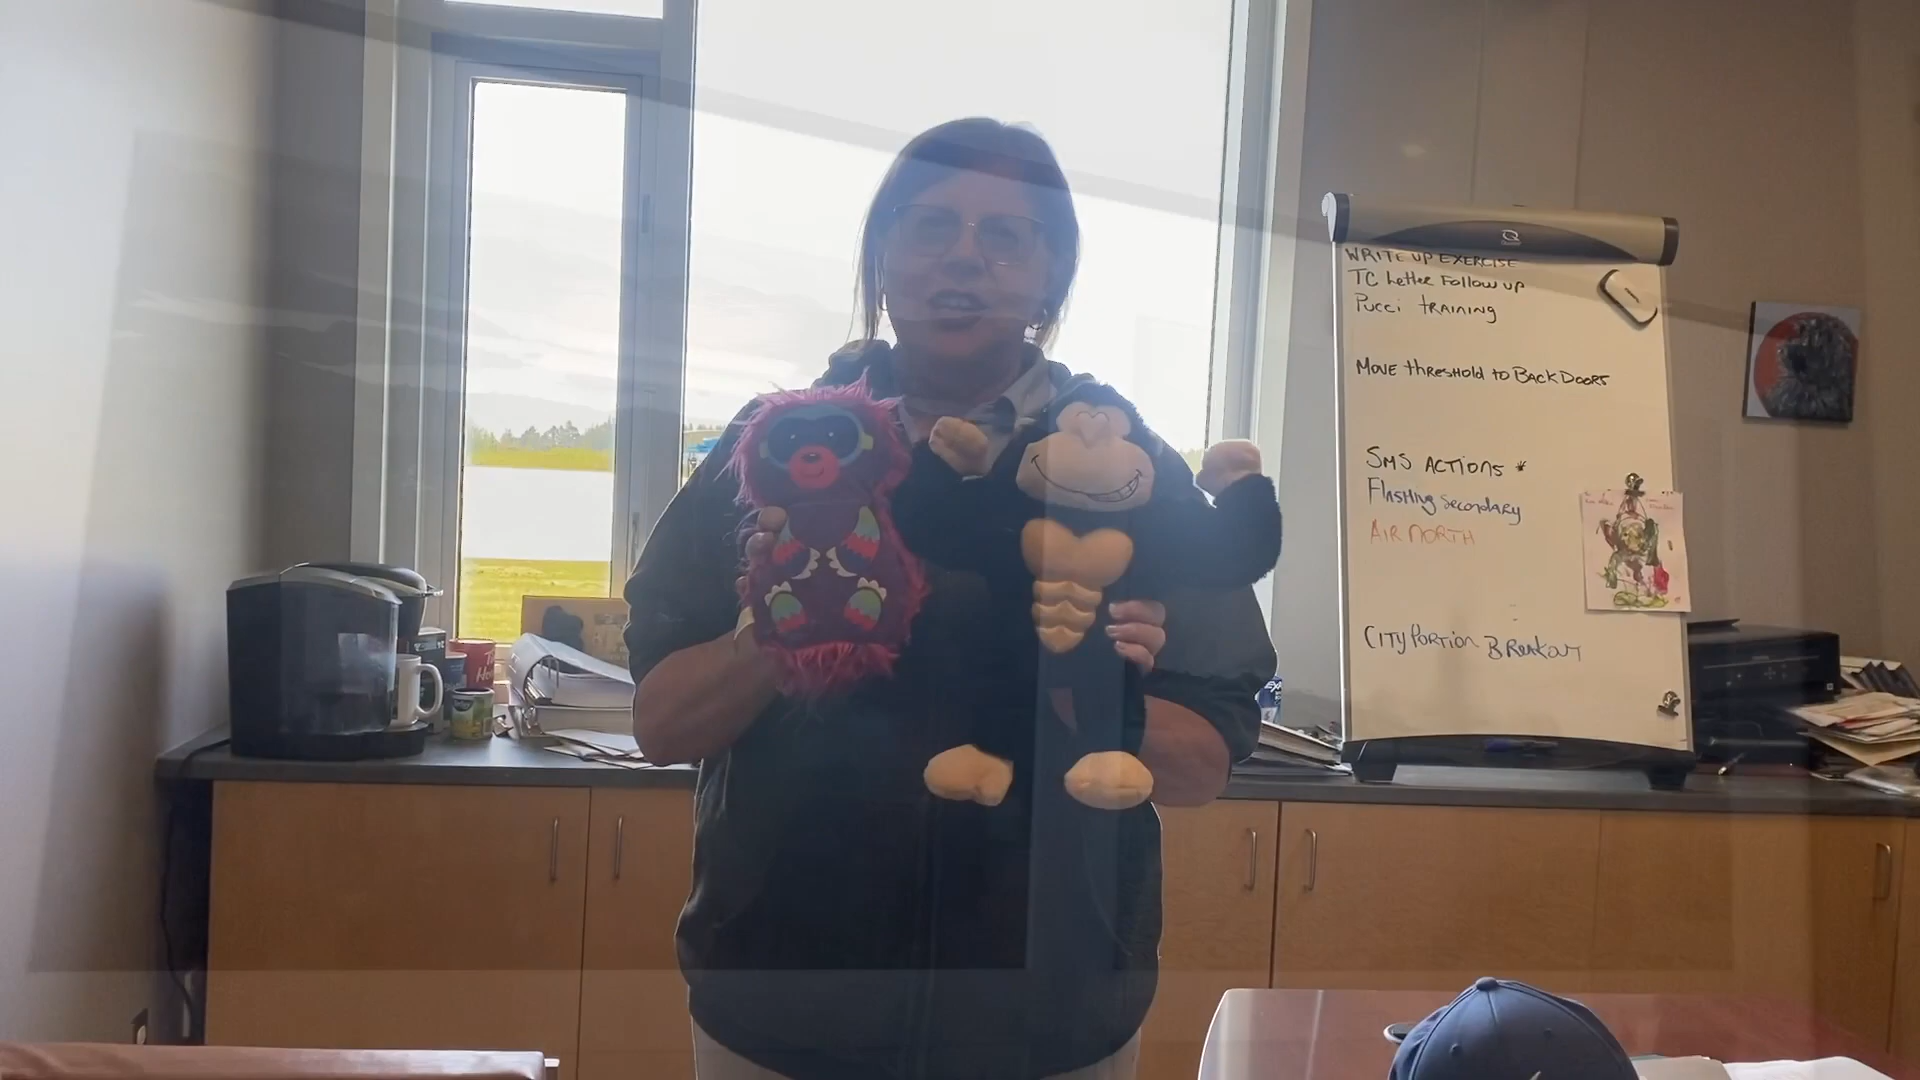 WRITE UP EXERCISE
TC Letter Follow up
Pucci TRAINING
MOVE thRESHOLD to BACK DOORS
SMS ACTIONS *
Flashing Secondary
AIR NORTH
CITY PORTION BREAKOUT